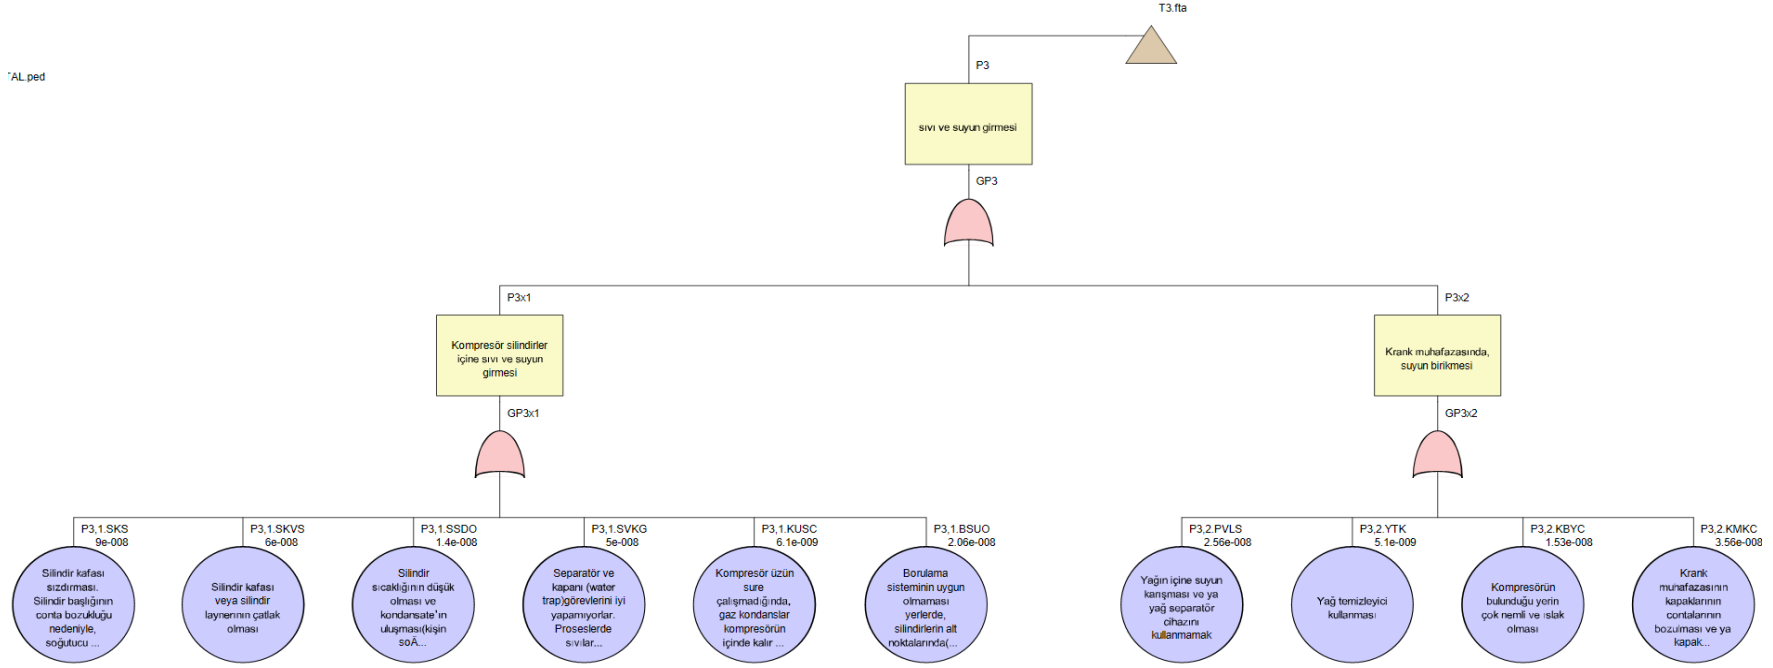 T3.fta
P3
TAL.ped
sıvı ve suyun girmesi
GP3
P3x1
P3x2
Kompresör silindirler
içine sıvı ve suyun
girmesi
Krank muhafazasında,
suyun birikmesi
GP3x1
GP3x2
P3,1.SKS
9e-008
P3,1.SKVS
6e-008
P3,1.SSDO
1.4e-008
P3,1.SVKG
5e-008
P3,1.KUSC
6.1e-009
P3,1.BSUO
2.06e-008
P3,2.PVLS
2.56e-008
P3,2.YTK
5.1e-009
P3,2.KBYC
1.53e-008
P3,2.KMKC
3.56e-008
Silindir kafası
sızdırması.
Silindir başlığının
conta bozukluğu
nedeniyle,
soğutucu ...
Silindir kafası
veya silindir
laynerının çatlak
olması
Silindir
sıcaklığının düşük
olması ve
kondansate'ın
uluşması(kişin
soÄ...
Separatör ve
kapanı (water
trap)görevlerini iyi
yapamıyorlar.
Proseslerde
sıvılar...
Kompresör üzün
sure
çalışmadığında,
gaz kondanslar
kompresörün
içinde kalır ...
Borulama
sisteminin uygun
olmaması
yerlerde,
silindirlerin alt
noktalarında(...
Yağın içine suyun
karışması ve ya
yağ separatör
cihazını
kullanmamak
Yağ temizleyici
kullanması
Kompresörün
bulunduğu yerin
çok nemli ve ıslak
olması
Krank
muhafazasının
kapaklarının
contalarının
bozulması ve ya
kapak...